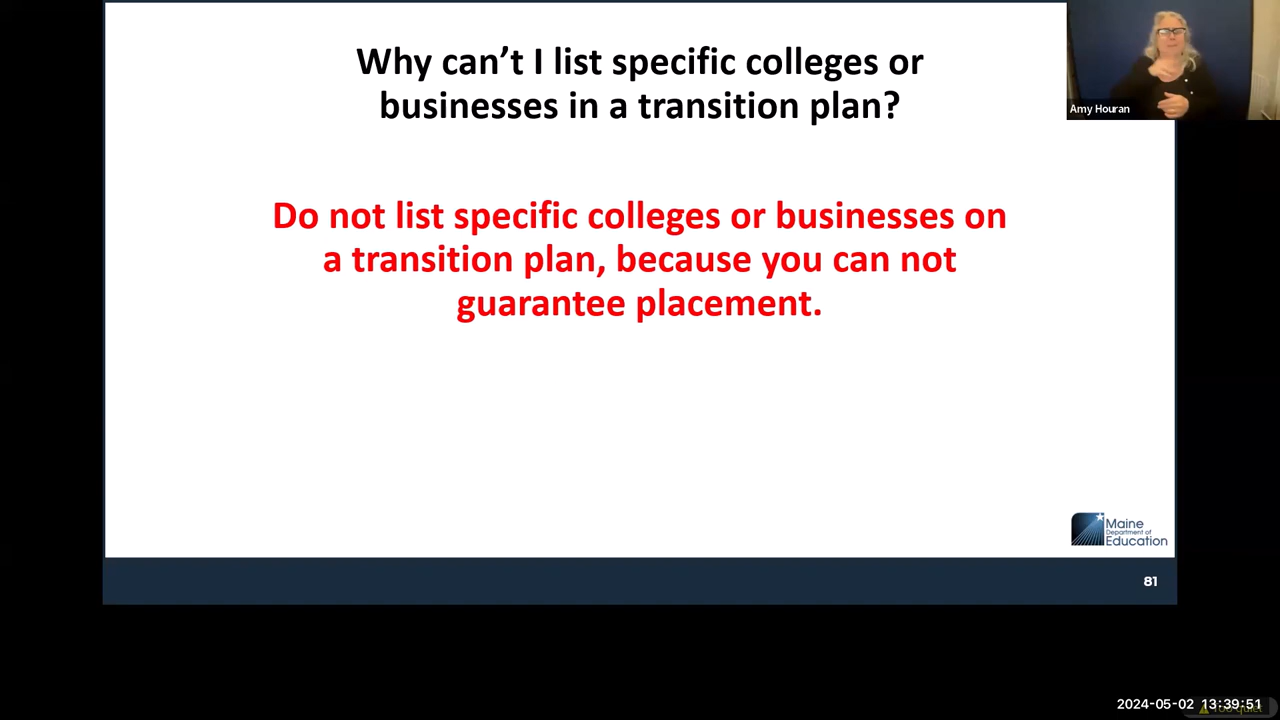 Why can't I list specific colleges or
businesses in a transition plan?
Do not list specific colleges or businesses on
a transition plan, because you can not
guarantee placement.
Amy Houran
Maine
Department of
Education
81
2024-05-02 13:39:51